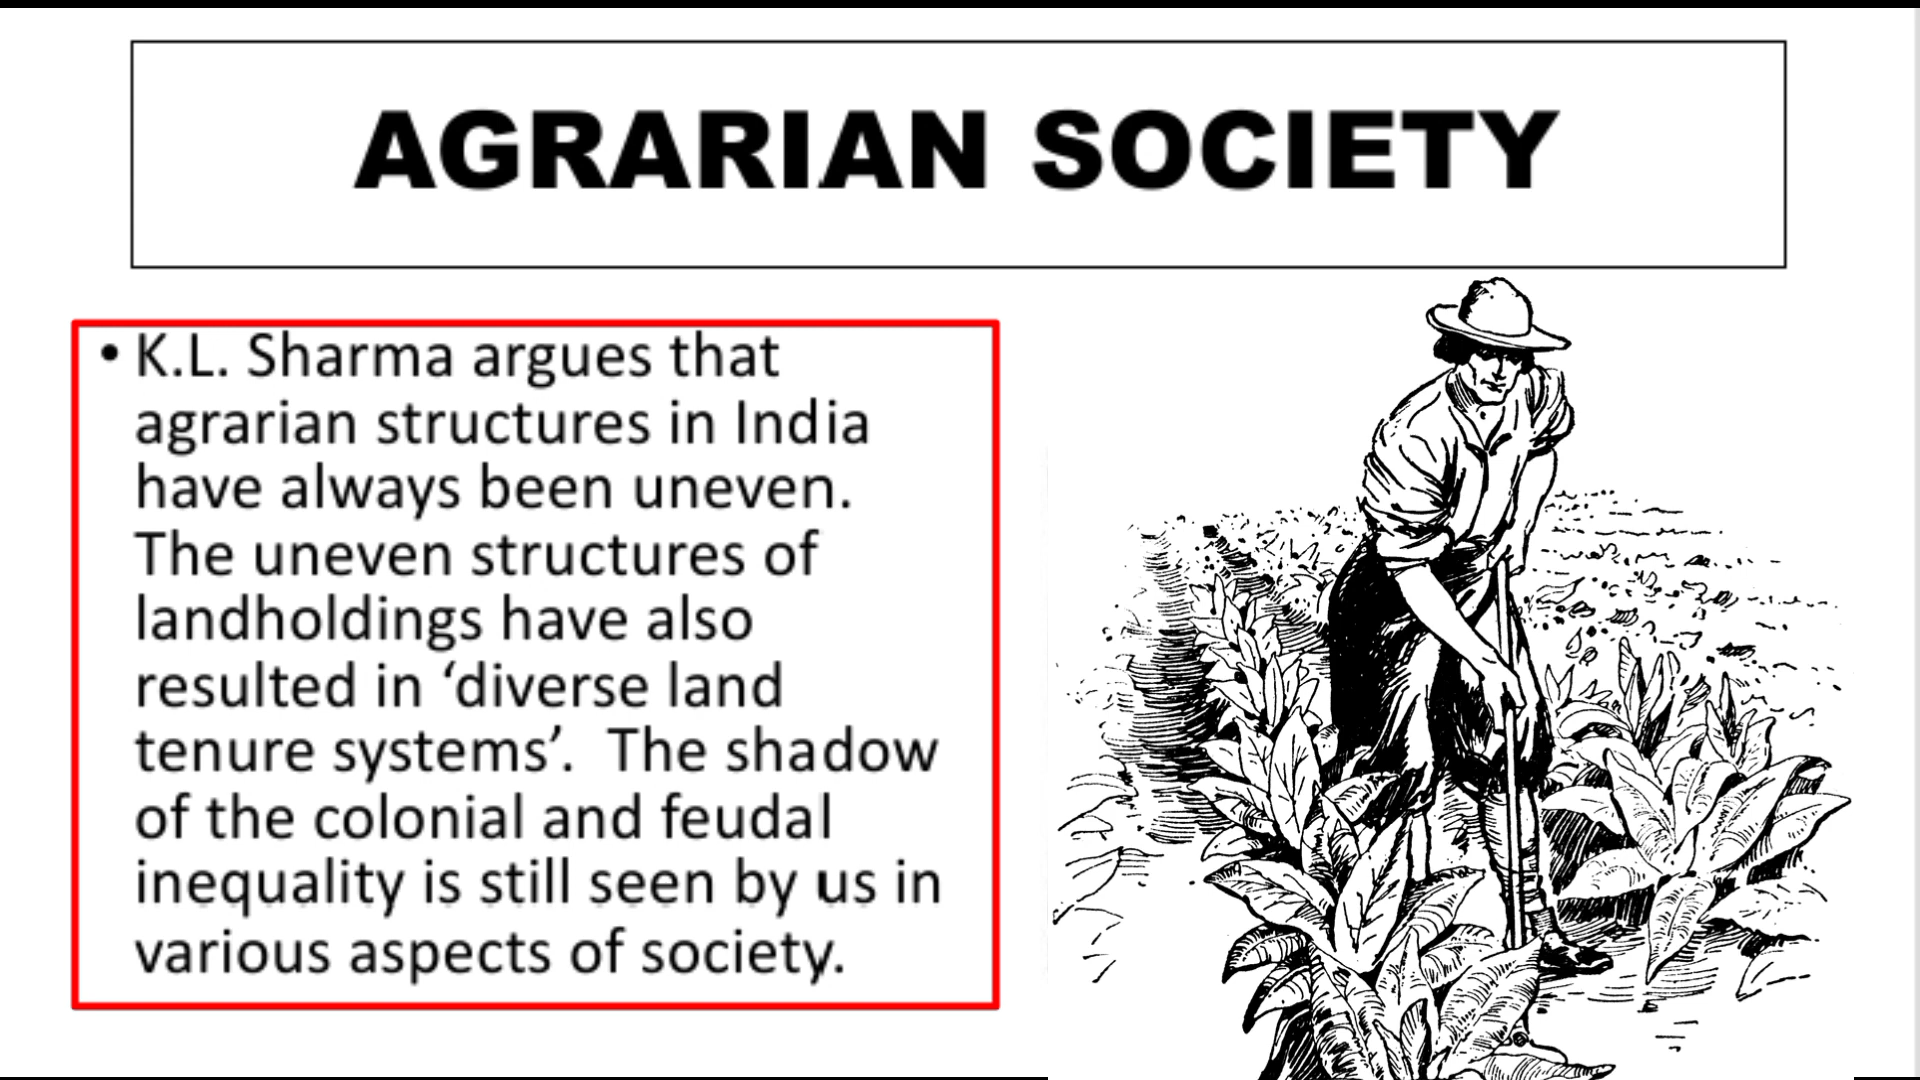 AGRARIAN SOCIETY
• K.L. Sharma argues that
agrarian structures in India
have always been uneven.
The uneven structures of
landholdings have also
resulted in ‘diverse land
tenure systems’.  The shadow
of the colonial and feudal
inequality is still seen by us in
various aspects of society.